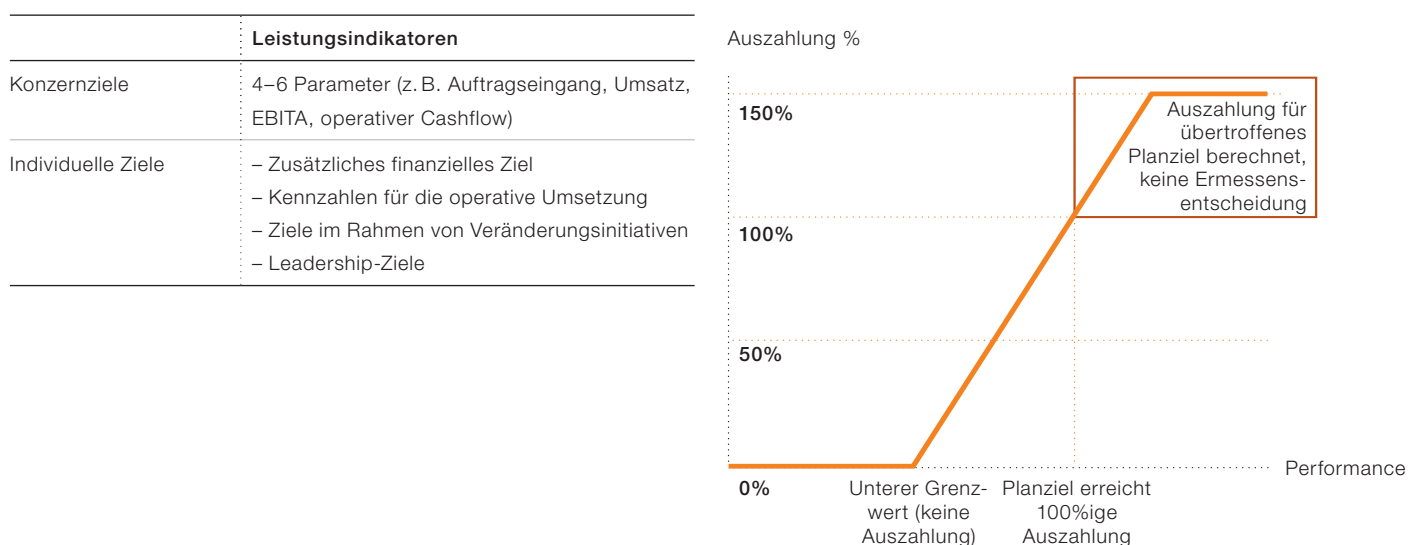 Leistungsindikatoren
Konzernziele
4–6 Parameter (z. B. Auftragseingang, Umsatz,
EBITA, operativer Cashflow)
Individuelle Ziele
– Zusätzliches finanzielles Ziel
– Kennzahlen für die operative Umsetzung
– Ziele im Rahmen von Veränderungsinitiativen
– Leadership-Ziele
Auszahlung %
150%
Auszahlung für
übertroffenes
Planziel berechnet,
keine Ermessens-
entscheidung
100%
50%
Performance
0%
Unterer Grenz-
wert (keine
Auszahlung)
Planziel erreicht
100%ige
Auszahlung